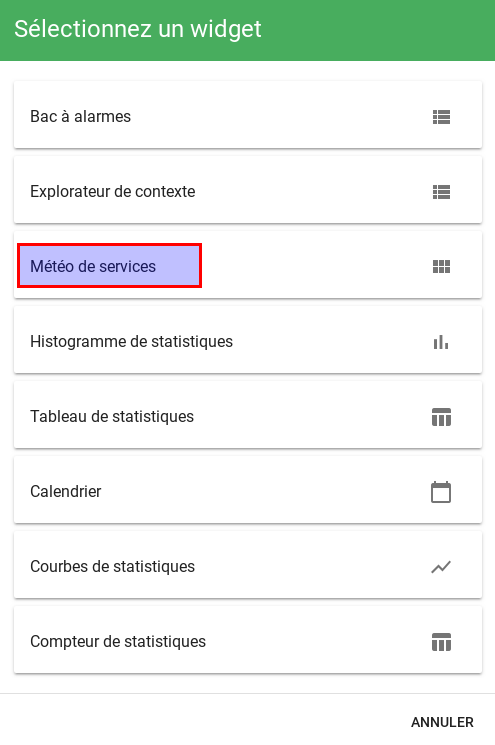 Sélectionnez un widget
Bac à alarmes
Explorateur de contexte
Météo de services
Histogramme de statistiques
Tableau de statistiques
Calendrier
Courbes de statistiques
Compteur de statistiques
ANNULER